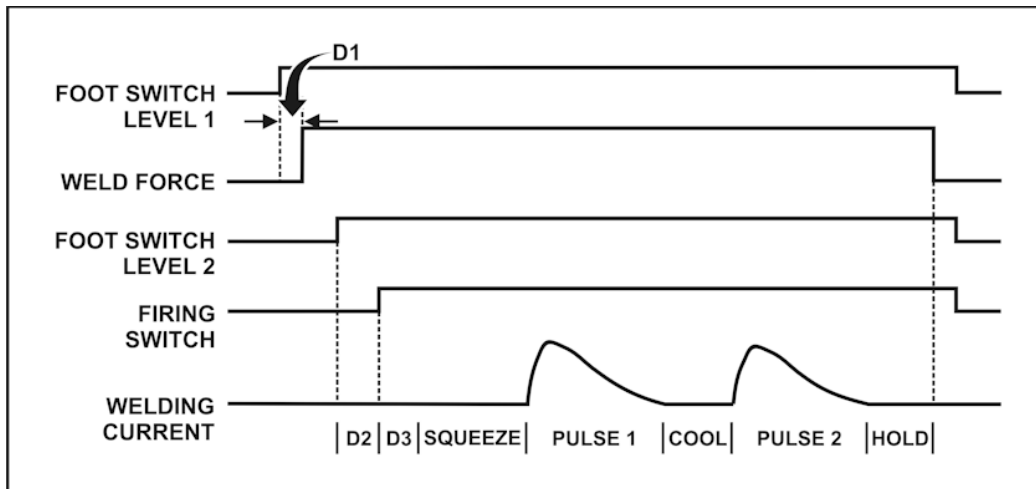 D1
FOOT SWITCH
LEVEL 1
WELD FORCE
FOOT SWITCH
LEVEL 2
FIRING
SWITCH
WELDING
CURRENT
D2 D3 SQUEEZE PULSE 1 COOL PULSE 2 HOLD